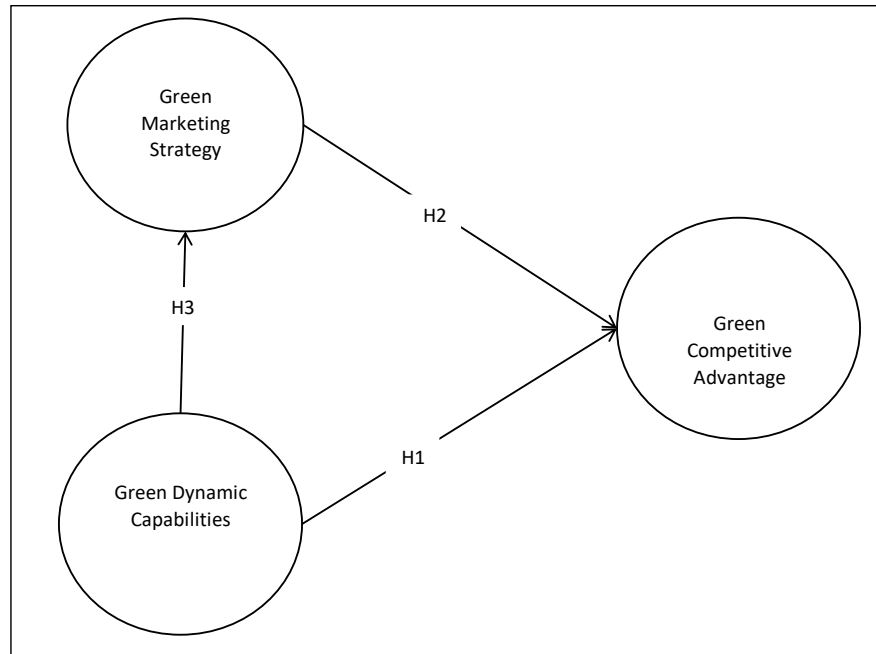 Green
Marketing
Strategy
H2
H3
Green
Competitive
Advantage
H1
Green Dynamic
Capabilities